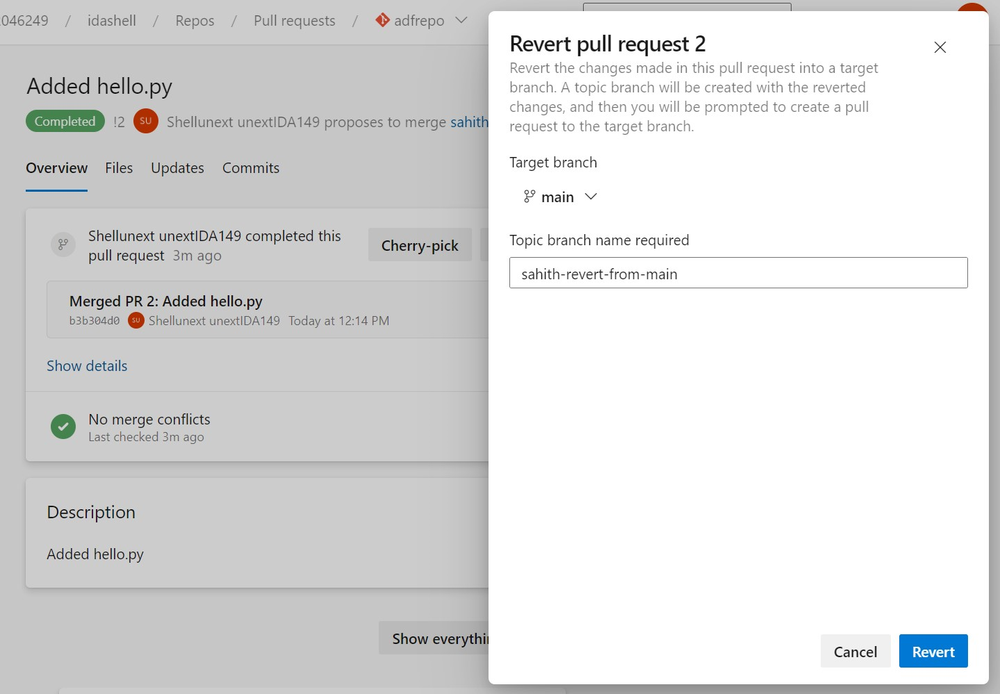 046249 / idashell / Repos / Pull requests / adfrepo
Added hello.py
Completed !2 SU Shellunext unextIDA149 proposes to merge sahith
Overview Files Updates Commits
Shellunext unextIDA149 completed this
pull request 3m ago
Cherry-pick
Merged PR 2: Added hello.py
b3b304d0 SU Shellunext unextIDA149 Today at 12:14 PM
Show details
No merge conflicts
Last checked 3m ago
Description
Added hello.py
Show everythi
Revert pull request 2
Revert the changes made in this pull request into a target
branch. A topic branch will be created with the reverted
changes, and then you will be prompted to create a pull
request to the target branch.
Target branch
main
Topic branch name required
sahith-revert-from-main
Cancel Revert